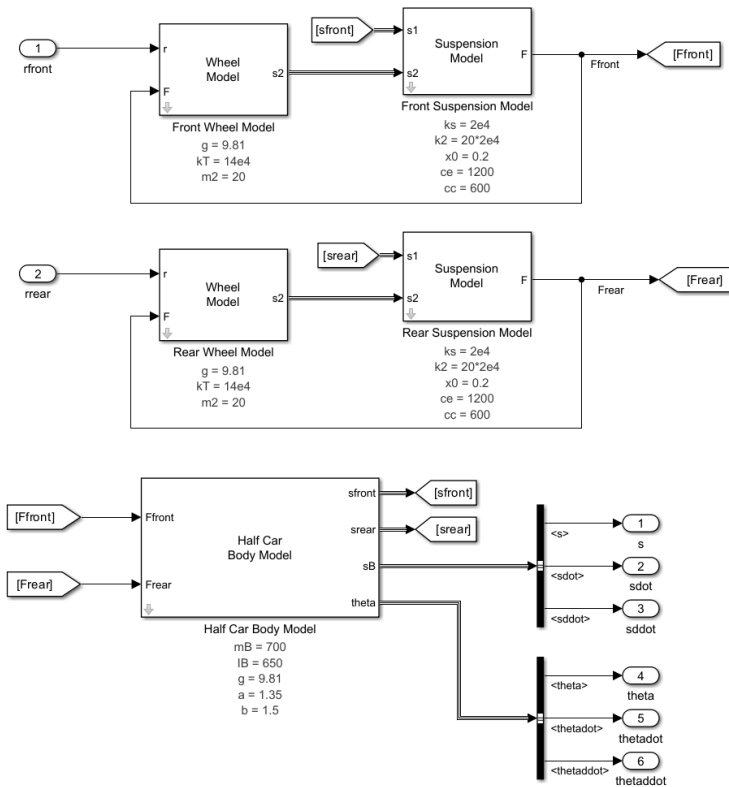 [sfront]
1
rfront
r
F
Wheel
Model
s2
s1
s2
Suspension
Model
F
Ffront
[Ffront]
Front Wheel Model
g = 9.81
kT = 14e4
m2 = 20
Front Suspension Model
ks = 2e4
k2 = 20*2e4
x0 = 0.2
ce = 1200
cc = 600
[srear]
2
rrear
r
F
Wheel
Model
s2
s1
s2
Suspension
Model
F
Frear
[Frear]
Rear Wheel Model
g = 9.81
kT = 14e4
m2 = 20
Rear Suspension Model
ks = 2e4
k2 = 20*2e4
x0 = 0.2
ce = 1200
cc = 600
[Ffront]
[Frear]
Ffront
Frear
Half Car
Body Model
sfront
srear
sB
theta
[sfront]
[srear]
Half Car Body Model
mB = 700
IB = 650
g = 9.81
a = 1.35
b = 1.5
<s>
1
s
<sdot>
2
sdot
<sddot>
3
sddot
<theta>
4
theta
<thetadot>
5
thetadot
<thetaddot>
6
thetaddot